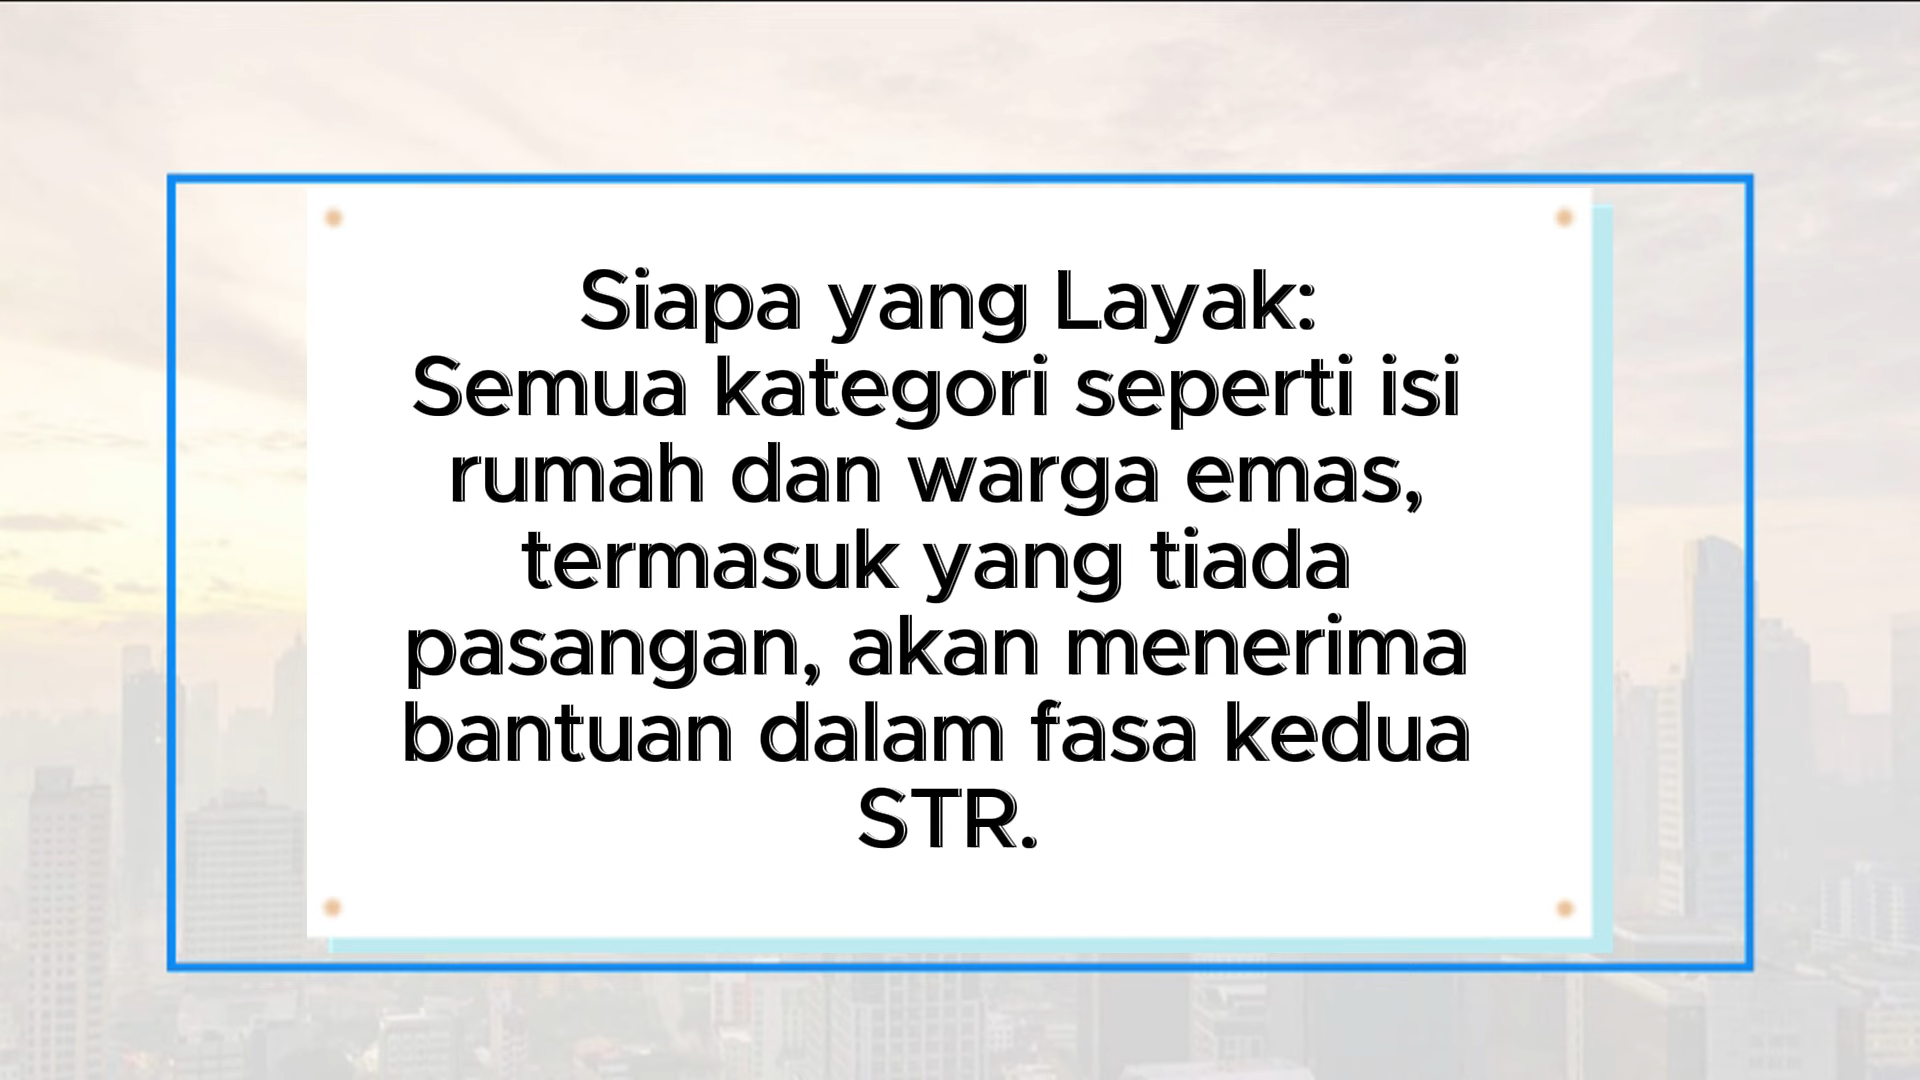 Siapa yang Layak:
Semua kategori seperti isi
rumah dan warga emas,
termasuk yang tiada
pasangan, akan menerima
bantuan dalam fasa kedua
STR.